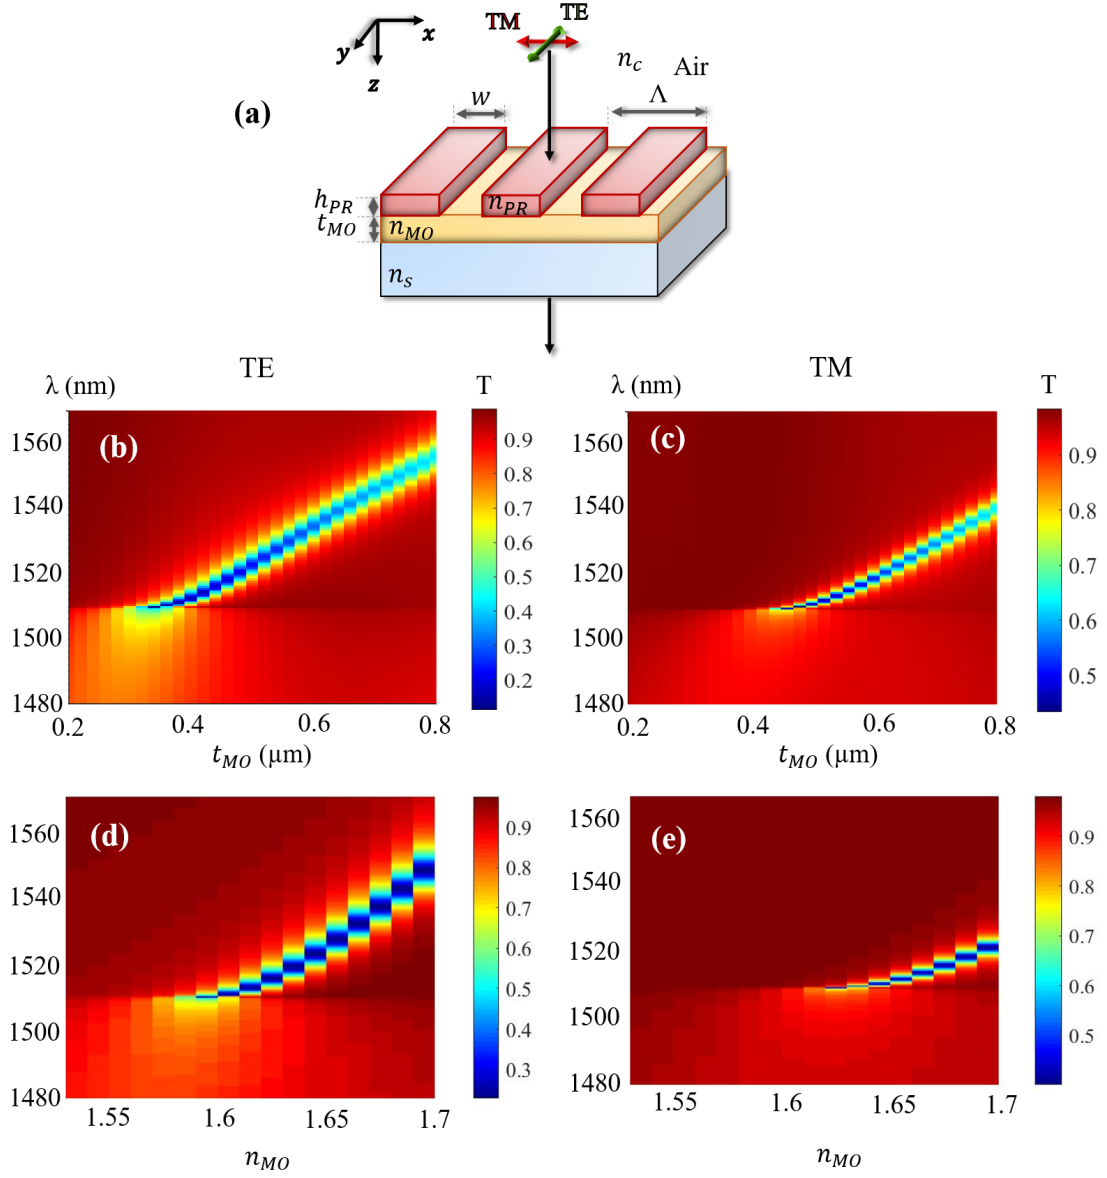 TE
TM
x
y
z
n_c Air
(a)
w
Λ
h_PR
n_PR
t_MO
n_MO
n_s
TE
TM
λ (nm)
T
λ (nm)
T
(b)
(c)
1560
1540
1520
1500
1480
0.9
0.8
0.7
0.6
0.5
0.4
0.3
0.2
1560
1540
1520
1500
1480
0.9
0.8
0.7
0.6
0.5
0.2 0.4 0.6 0.8
t_MO (μm)
0.2 0.4 0.6 0.8
t_MO (μm)
(d)
(e)
1560
1540
1520
1500
1480
0.9
0.8
0.7
0.6
0.5
0.4
0.3
1560
1540
1520
1500
1480
0.9
0.8
0.7
0.6
0.5
1.55 1.6 1.65 1.7
n_MO
1.55 1.6 1.65 1.7
n_MO